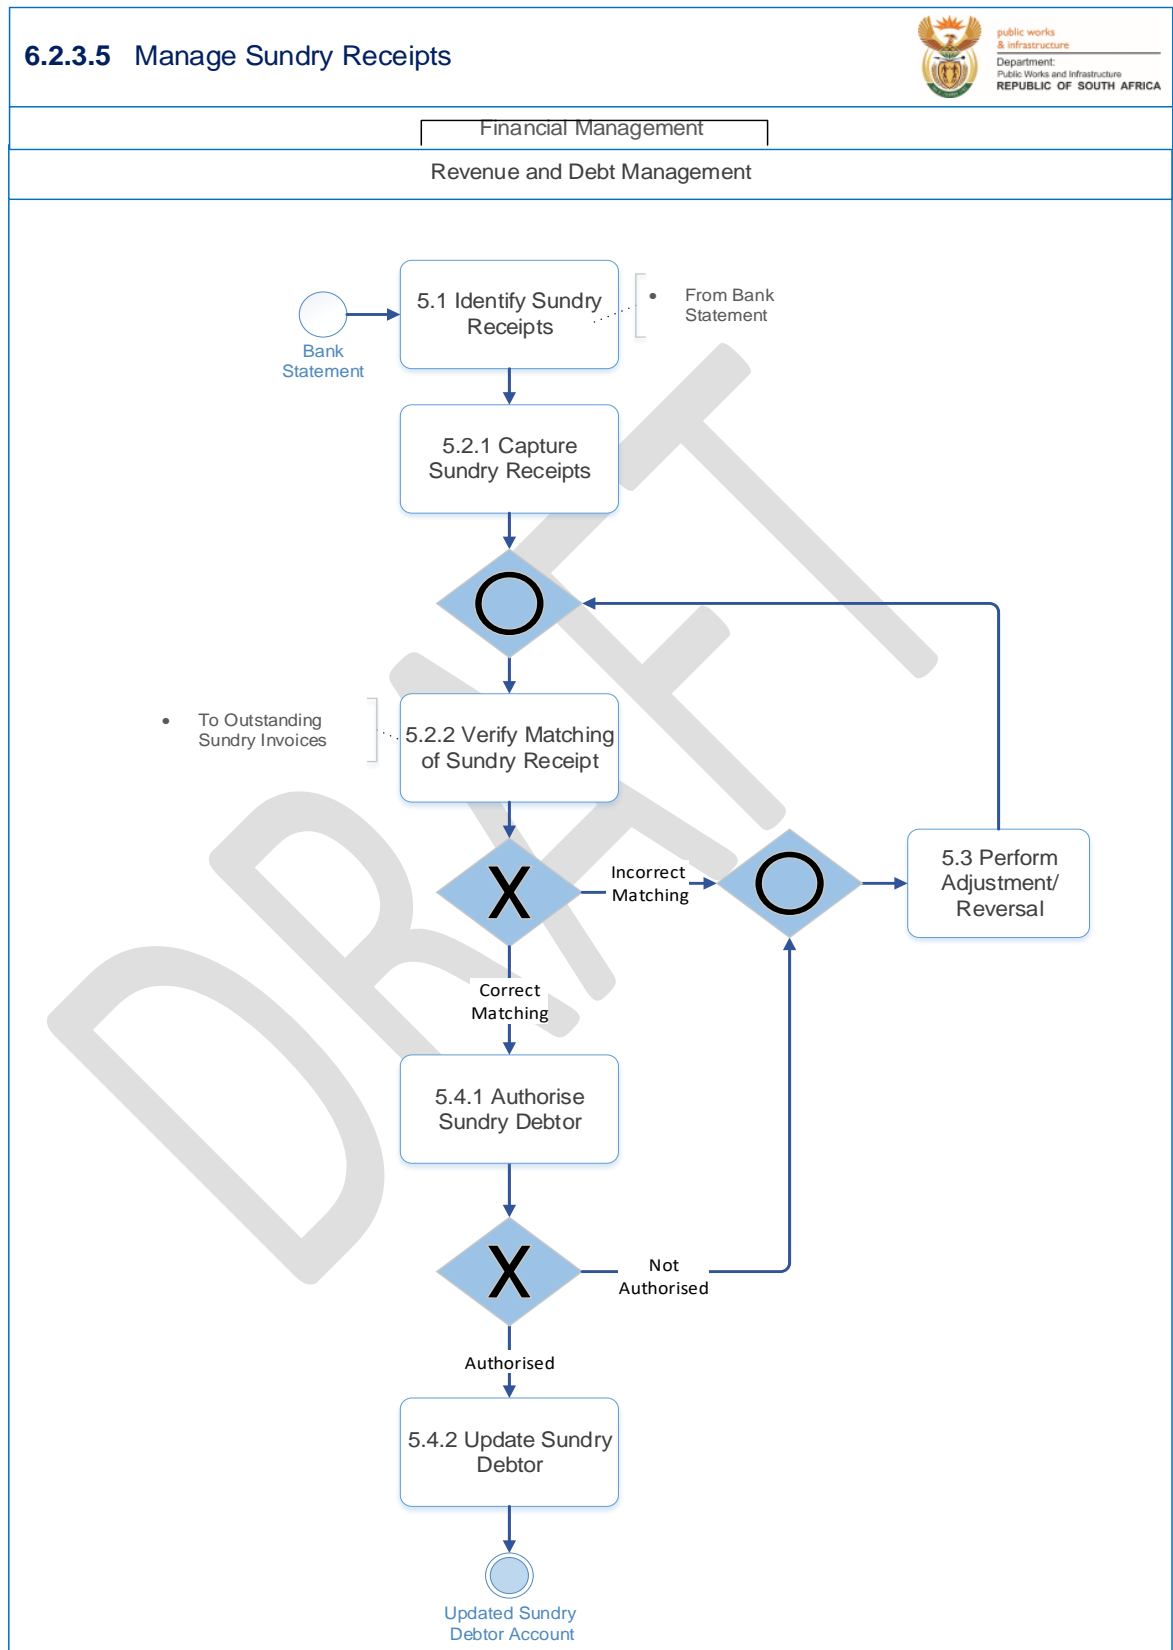 6.2.3.5 Manage Sundry Receipts
public works
& infrastructure
Department:
Public Works and Infrastructure
REPUBLIC OF SOUTH AFRICA
Financial Management
Revenue and Debt Management
5.1 Identify Sundry
Receipts
• From Bank
Statement
Bank
Statement
5.2.1 Capture
Sundry Receipts
• To Outstanding
Sundry Invoices
5.2.2 Verify Matching
of Sundry Receipt
X
Incorrect
Matching
5.3 Perform
Adjustment/
Reversal
Correct
Matching
5.4.1 Authorise
Sundry Debtor
X
Not
Authorised
Authorised
5.4.2 Update Sundry
Debtor
Updated Sundry
Debtor Account
DRAFT